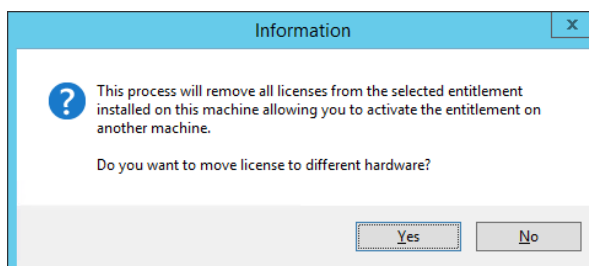 Information
x
This process will remove all licenses from the selected entitlement
installed on this machine allowing you to activate the entitlement on
another machine.
Do you want to move license to different hardware?
Yes
No